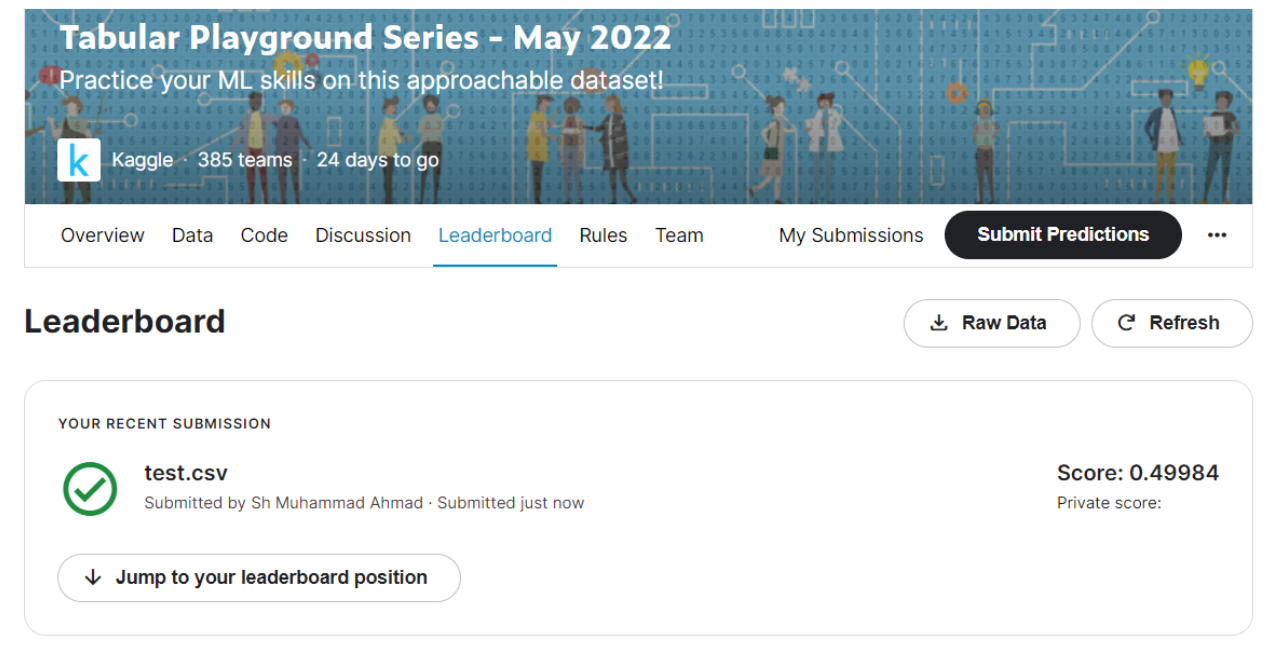 Tabular Playground Series - May 2022
Practice your ML skills on this approachable dataset!
k Kaggle · 385 teams · 24 days to go
Overview Data Code Discussion Leaderboard Rules Team My Submissions Submit Predictions ...
Leaderboard Raw Data Refresh
YOUR RECENT SUBMISSION
test.csv Score: 0.49984
Submitted by Sh Muhammad Ahmad · Submitted just now Private score:
Jump to your leaderboard position